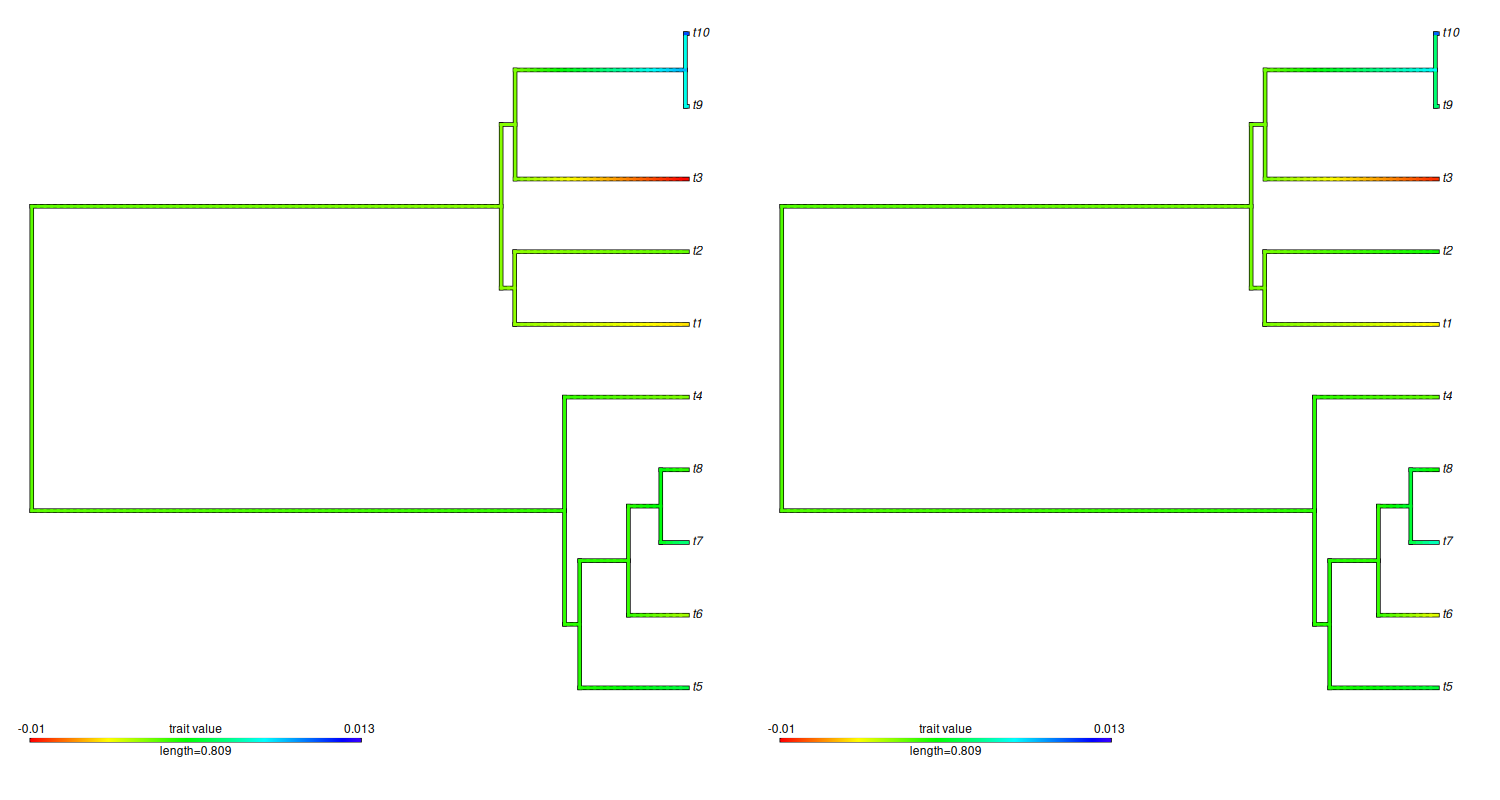 t10
t9
t3
t2
t1
t4
t8
t7
t6
t5
-0.01 trait value 0.013
length=0.809
t10
t9
t3
t2
t1
t4
t8
t7
t6
t5
-0.01 trait value 0.013
length=0.809